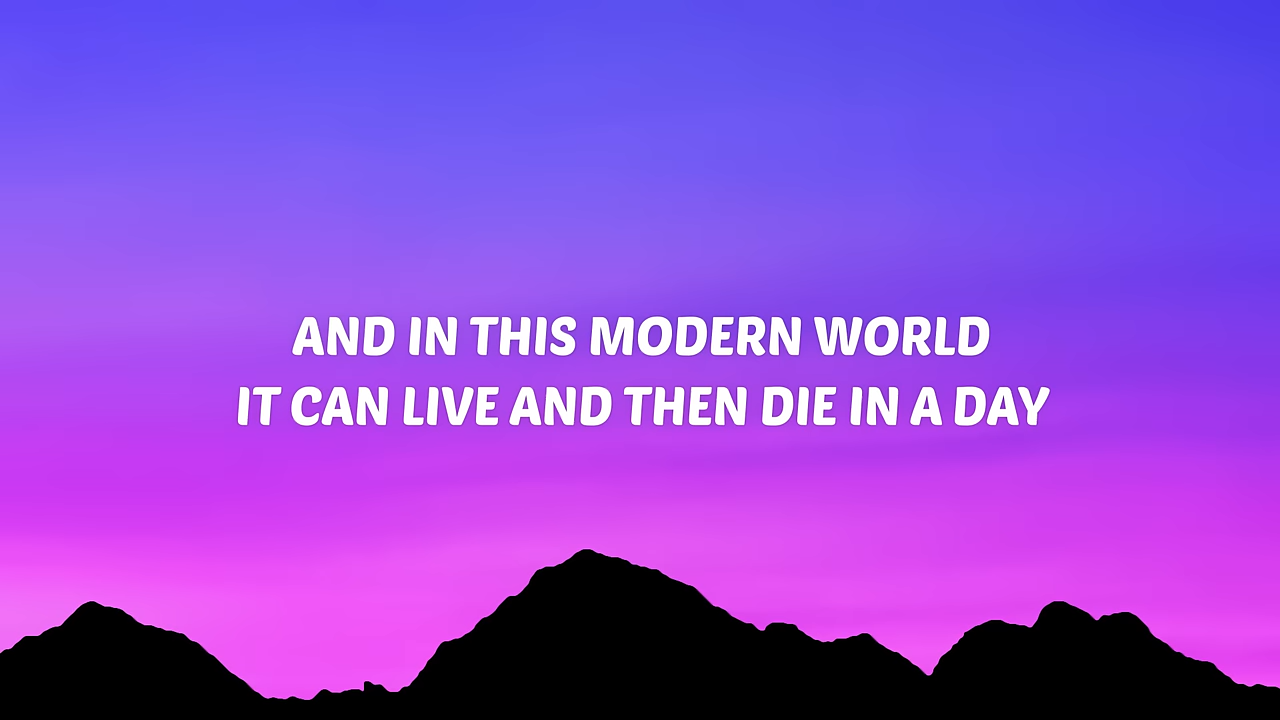 AND IN THIS MODERN WORLD
IT CAN LIVE AND THEN DIE IN A DAY